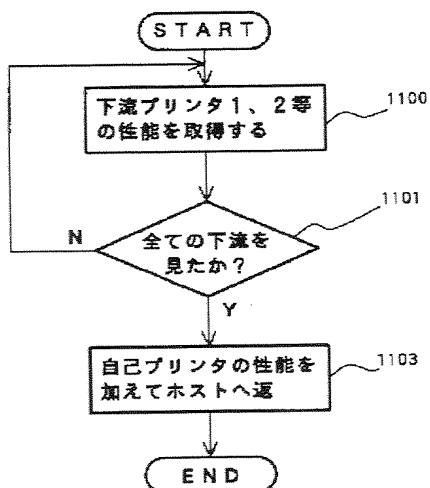 START
下流プリンタ1、2等
の性能を取得する
1100
全ての下流を
見たか?
1101
N
Y
自己プリンタの性能を
加えてホストへ返
1103
END